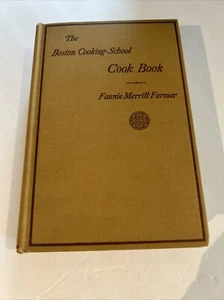 The
Boston Cooking-School
Cook Book
Fannie Merritt Farmer